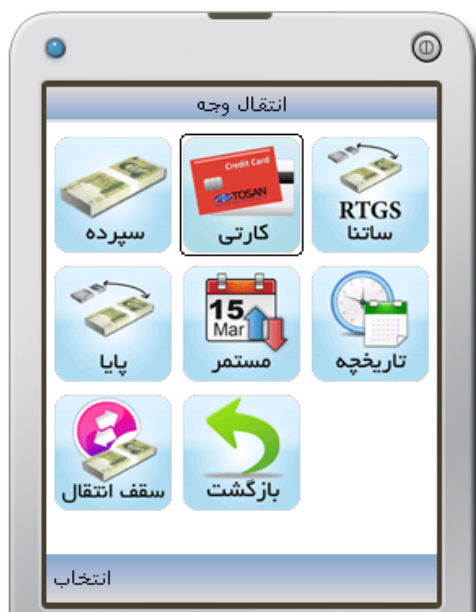 انتقال وجه
RTGS
ساتنا
Credit Card
TOSAN
کارتی
سپرده
تاریخچه
15
Mar
مستمر
پایا
بازگشت
سقف انتقال
انتخاب